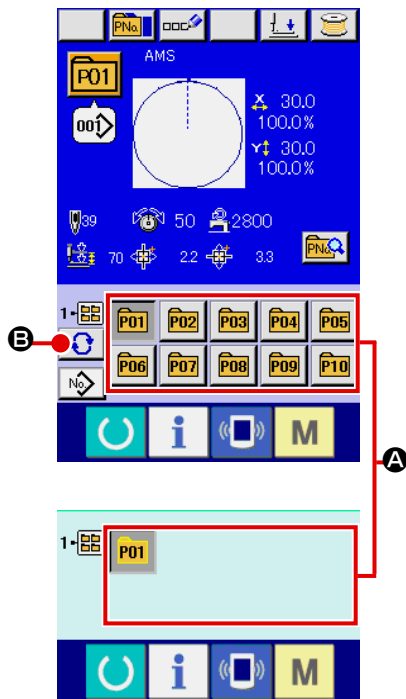 PNo.
AMS
P01
001
X 30.0
100.0%
Y 30.0
100.0%
39 50 2800
70 2.2 3.3 PNo.
1-
P01 P02 P03 P04 P05
B
No.
P06 P07 P08 P09 P10
i M
A
1-
P01
i M